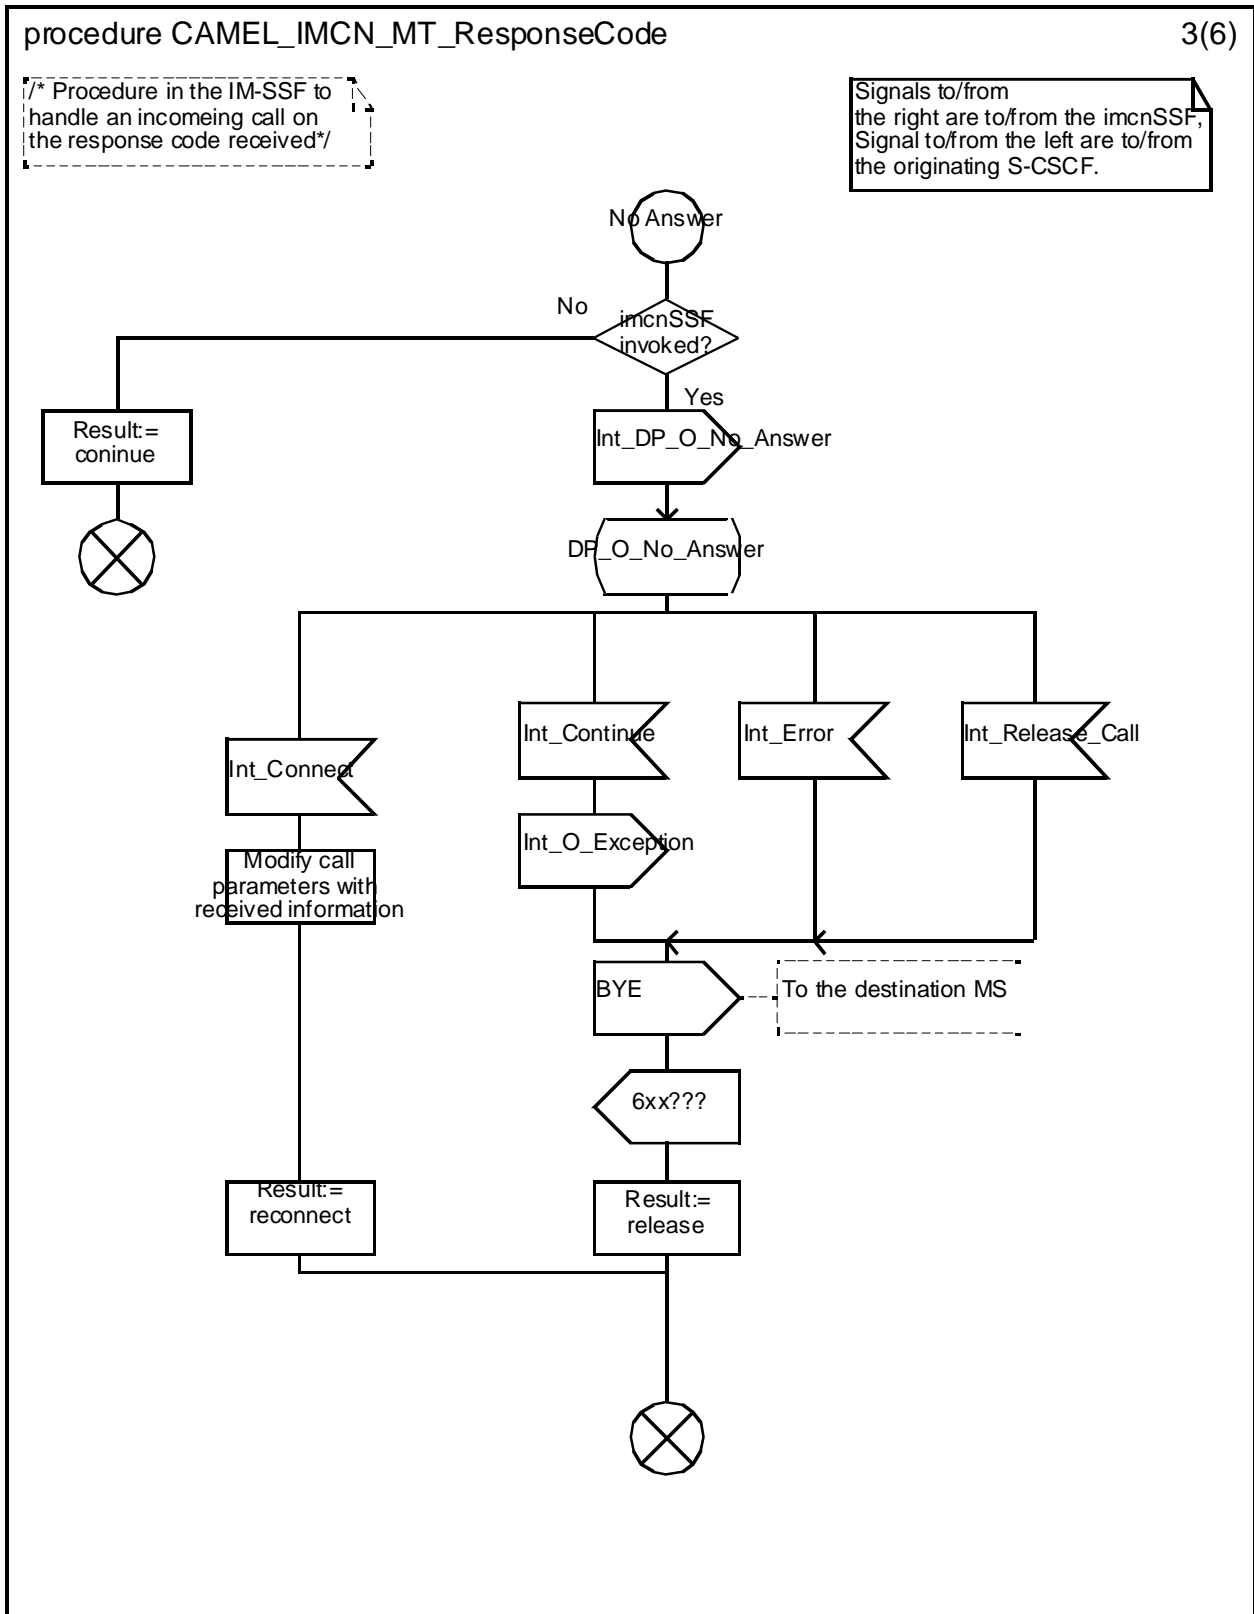 procedure CAMEL_IMCN_MT_ResponseCode
3(6)
/* Procedure in the IM-SSF to
handle an incomeing call on
the response code received*/
Signals to/from
the right are to/from the imcnSSF,
Signal to/from the left are to/from
the originating S-CSCF.
No Answer
No
imcnSSF
invoked?
Yes
Result:=
coninue
Int_DP_O_No_Answer
DP_O_No_Answer
Int_Connect
Int_Continue
Int_Error
Int_Release_Call
Modify call
parameters with
received information
Int_O_Exception
BYE
To the destination MS
6xx???
Result:=
reconnect
Result:=
release